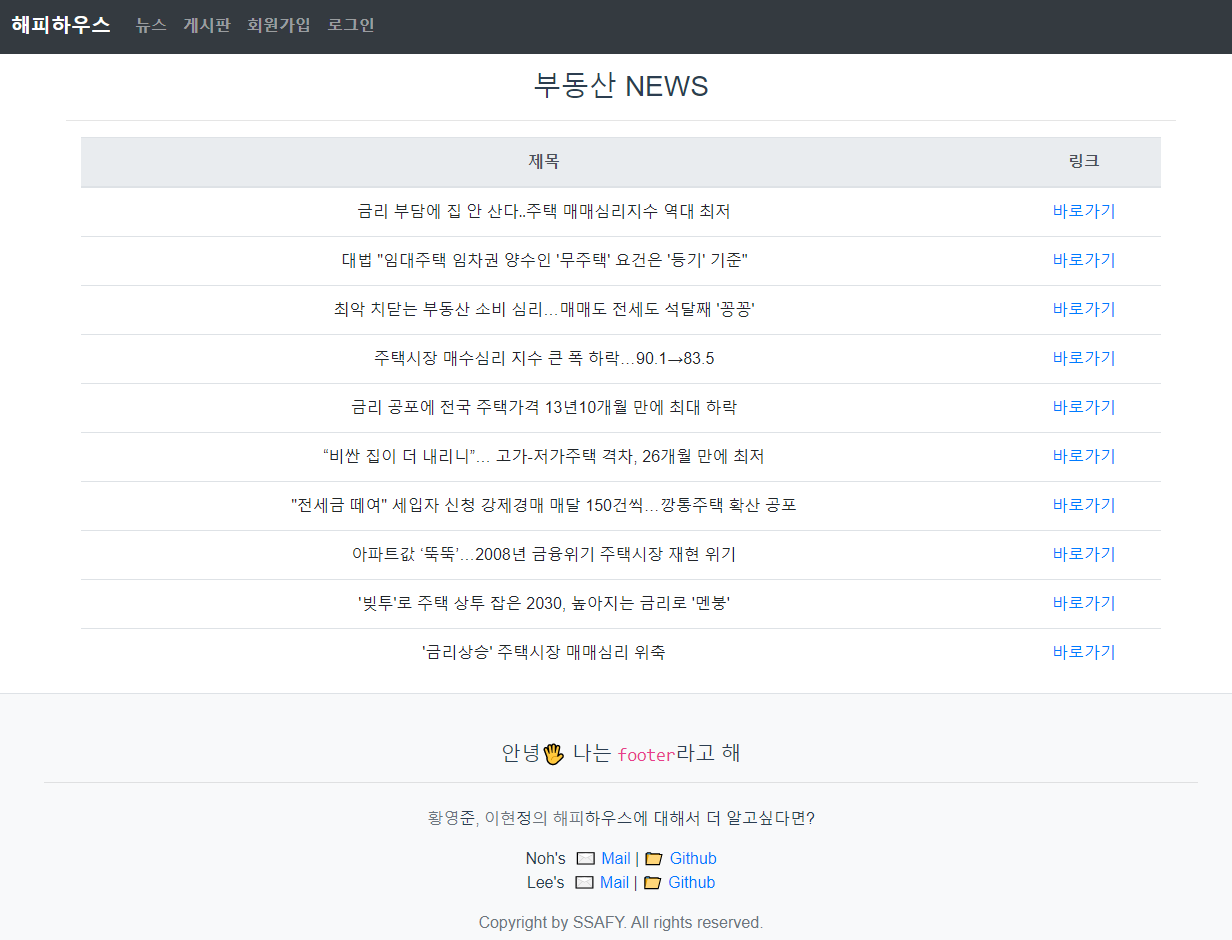 해피하우스 뉴스 게시판 회원가입 로그인
부동산 NEWS
제목 링크
금리 부담에 집 안 산다..주택 매매심리지수 역대 최저 바로가기
대법 "임대주택 임차권 양수인 '무주택' 요건은 '등기' 기준" 바로가기
최악 치닫는 부동산 소비 심리…매매도 전세도 석달째 '꽁꽁' 바로가기
주택시장 매수심리 지수 큰 폭 하락…90.1→83.5 바로가기
금리 공포에 전국 주택가격 13년10개월 만에 최대 하락 바로가기
“비싼 집이 더 내리니”… 고가-저가주택 격차, 26개월 만에 최저 바로가기
"전세금 떼여" 세입자 신청 강제경매 매달 150건씩…깡통주택 확산 공포 바로가기
아파트값 ‘뚝뚝’…2008년 금융위기 주택시장 재현 위기 바로가기
'빚투'로 주택 상투 잡은 2030, 높아지는 금리로 '멘붕' 바로가기
'금리상승' 주택시장 매매심리 위축 바로가기
안녕🖐 나는 footer라고 해
황영준, 이현정의 해피하우스에 대해서 더 알고싶다면?
Noh's ✉ Mail | 📁 Github
Lee's ✉ Mail | 📁 Github
Copyright by SSAFY. All rights reserved.